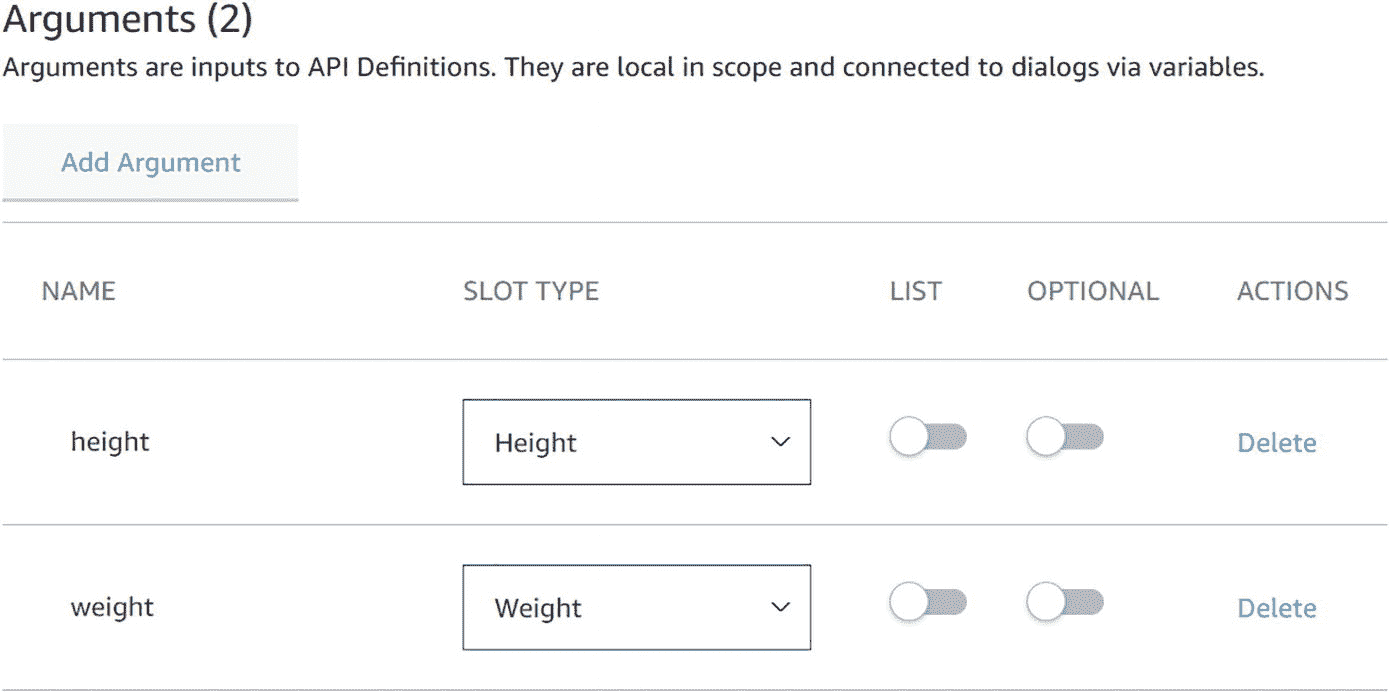 Arguments (2)
Arguments are inputs to API Definitions. They are local in scope and connected to dialogs via variables.
Add Argument
NAME SLOT TYPE LIST OPTIONAL ACTIONS
height Height Delete
weight Weight Delete